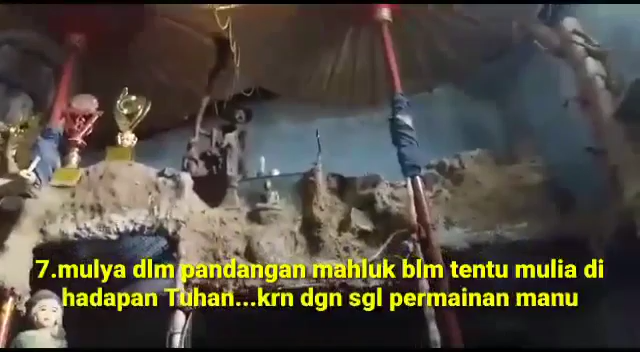 7.mulya dlm pandangan mahluk blm tentu mulia di
hadapan Tuhan...krn dgn sgl permainan manu